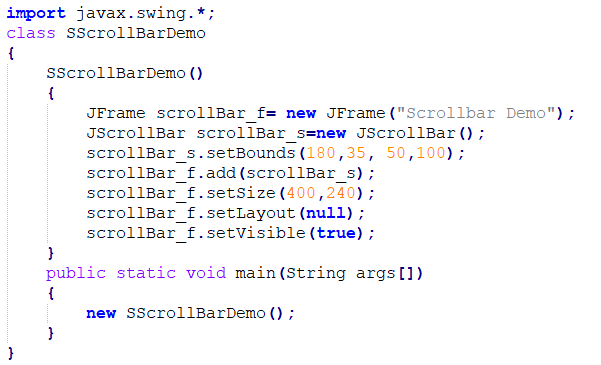 import javax.swing.*;
class SScrollBarDemo
{
    SScrollBarDemo()
    {
        JFrame scrollBar_f= new JFrame("Scrollbar Demo");
        JScrollBar scrollBar_s=new JScrollBar();
        scrollBar_s.setBounds(180,35, 50,100);
        scrollBar_f.add(scrollBar_s);
        scrollBar_f.setSize(400,240);
        scrollBar_f.setLayout(null);
        scrollBar_f.setVisible(true);
    }
    public static void main(String args[])
    {
        new SScrollBarDemo();
    }
}